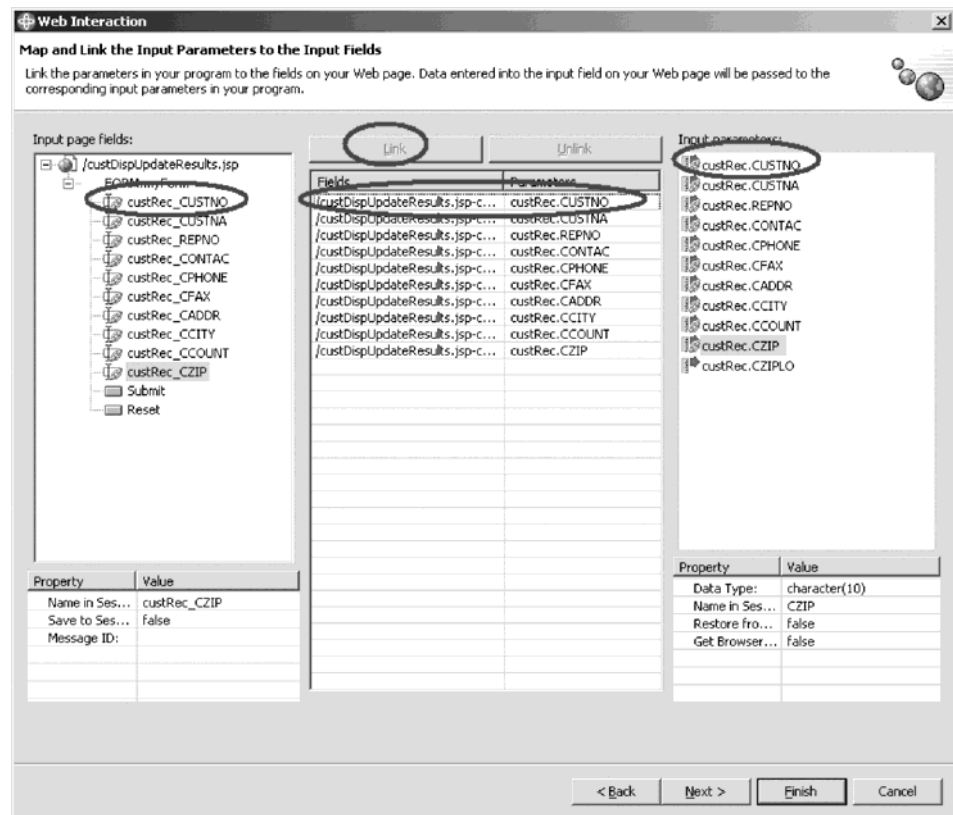 Web Interaction
Map and Link the Input Parameters to the Input Fields
Link the parameters in your program to the fields on your Web page. Data entered into the input field on your Web page will be passed to the
corresponding input parameters in your program.
Input page fields:
/custDispUpdateResults.jsp
custRec_CUSTNO
custRec_CUSTNA
custRec_REPNO
custRec_CONTAC
custRec_CPHONE
custRec_CFAX
custRec_CADDR
custRec_CCITY
custRec_CCOUNT
custRec_CZIP
Submit
Reset
Property Value
Name in Ses... custRec_CZIP
Save to Ses... false
Message ID:
Link Unlink
Fields Parameters
/custDispUpdateResults.jsp-c... custRec.CUSTNO
/custDispUpdateResults.jsp-c... custRec.CUSTNA
/custDispUpdateResults.jsp-c... custRec.REPNO
/custDispUpdateResults.jsp-c... custRec.CONTAC
/custDispUpdateResults.jsp-c... custRec.CPHONE
/custDispUpdateResults.jsp-c... custRec.CFAX
/custDispUpdateResults.jsp-c... custRec.CADDR
/custDispUpdateResults.jsp-c... custRec.CCITY
/custDispUpdateResults.jsp-c... custRec.CCOUNT
/custDispUpdateResults.jsp-c... custRec.CZIP
Input parameters:
custRec.CUSTNO
custRec.CUSTNA
custRec.REPNO
custRec.CONTAC
custRec.CPHONE
custRec.CFAX
custRec.CADDR
custRec.CCITY
custRec.CCOUNT
custRec.CZIP
custRec.CZIPLO
Property Value
Data Type: character(10)
Name in Ses... CZIP
Restore fro... false
Get Browser... false
< Back Next > Finish Cancel